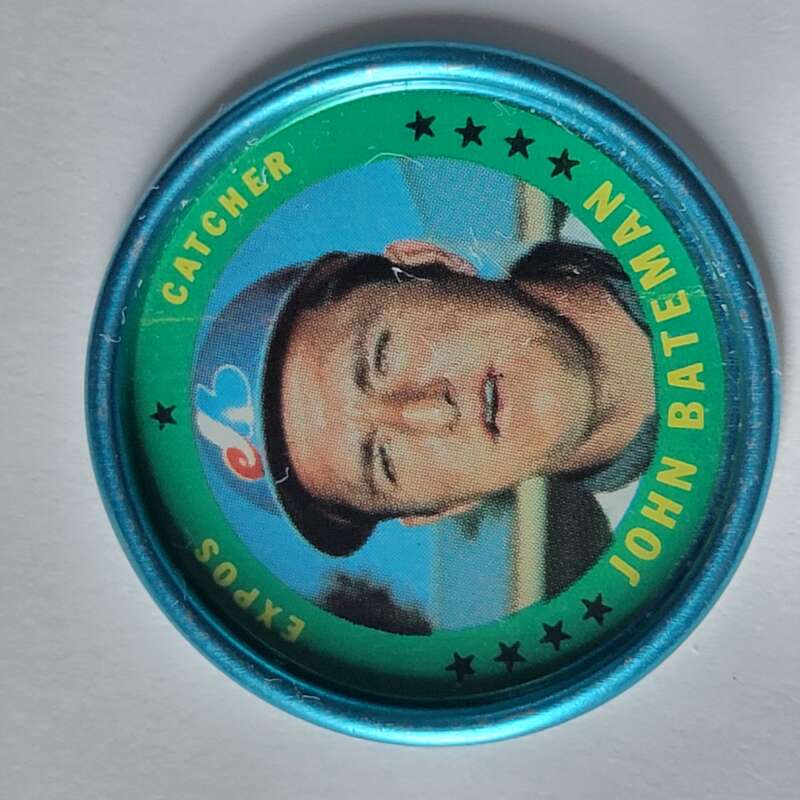 EXPOS ★ CATCHER
★★★★ ★★★★
JOHN BATEMAN